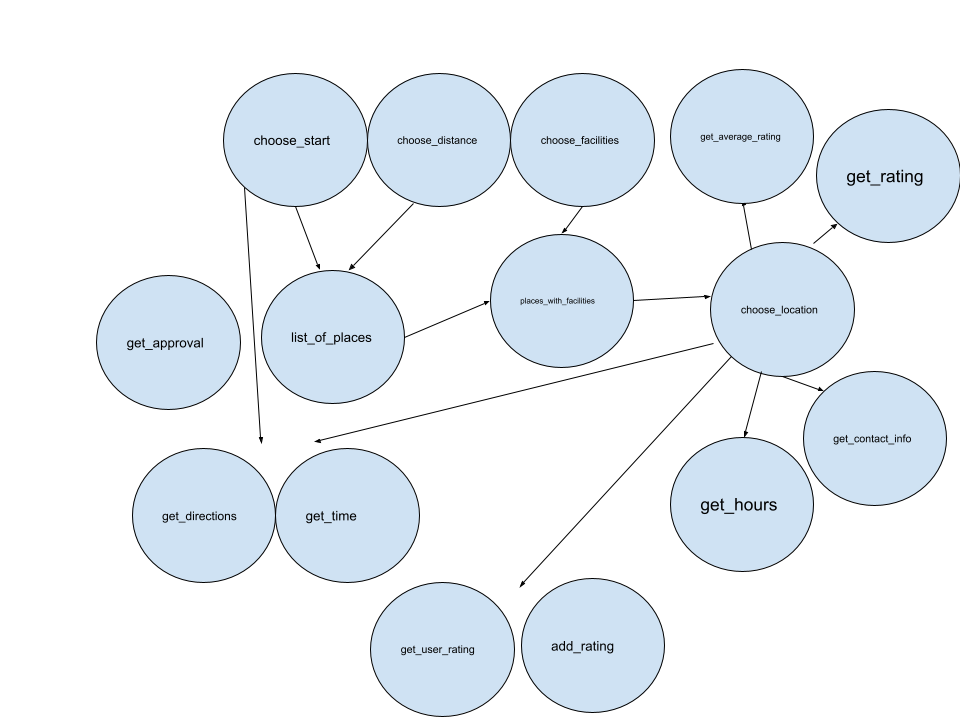 choose_start
choose_distance
choose_facilities
get_average_rating
get_rating
get_approval
list_of_places
places_with_facilities
choose_location
get_directions
get_time
get_hours
get_contact_info
get_user_rating
add_rating